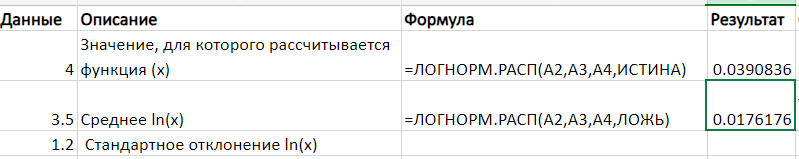 Данные Описание Формула Результат
Значение, для которого рассчитывается
4 функция (x) =ЛОГНОРМ.РАСП(A2,A3,A4,ИСТИНА) 0.0390836
3.5 Среднее ln(x) =ЛОГНОРМ.РАСП(A2,A3,A4,ЛОЖЬ) 0.0176176
1.2 Стандартное отклонение ln(x)